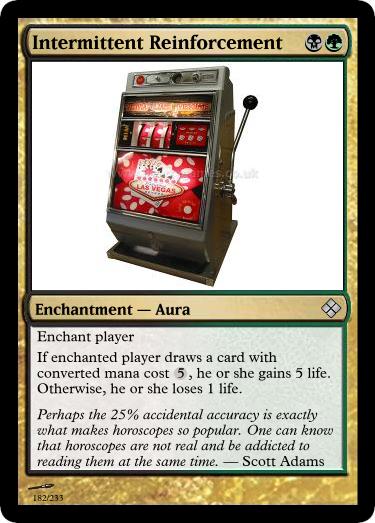 Intermittent Reinforcement
LAS VEGAS
Enchantment — Aura
Enchant player
If enchanted player draws a card with
converted mana cost 5, he or she gains 5 life.
Otherwise, he or she loses 1 life.
Perhaps the 25% accidental accuracy is exactly
what makes horoscopes so popular. One can know
that horoscopes are not real and be addicted to
reading them at the same time. — Scott Adams
182/233